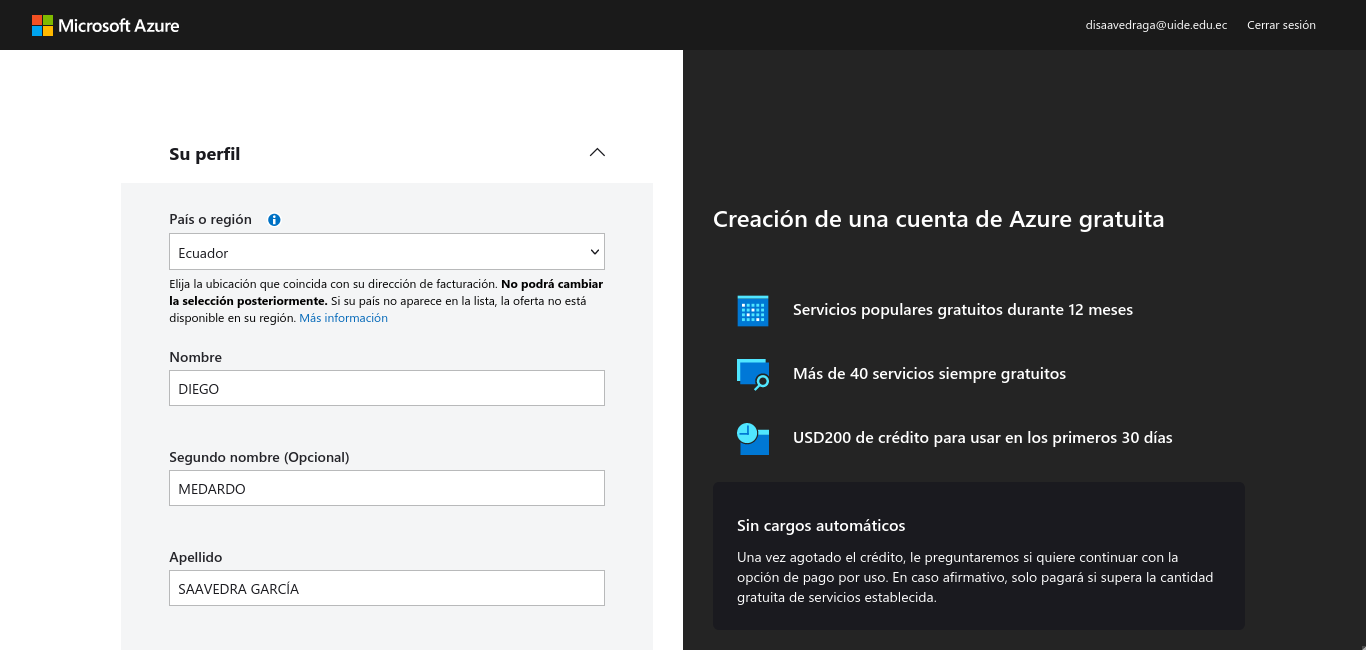 Microsoft Azure
disaavedraga@uide.edu.ec Cerrar sesión
Su perfil
País o región
Ecuador
Elija la ubicación que coincida con su dirección de facturación. No podrá cambiar
la selección posteriormente. Si su país no aparece en la lista, la oferta no está
disponible en su región. Más información
Nombre
DIEGO
Segundo nombre (Opcional)
MEDARDO
Apellido
SAAVEDRA GARCÍA
Creación de una cuenta de Azure gratuita
Servicios populares gratuitos durante 12 meses
Más de 40 servicios siempre gratuitos
USD200 de crédito para usar en los primeros 30 días
Sin cargos automáticos
Una vez agotado el crédito, le preguntaremos si quiere continuar con la
opción de pago por uso. En caso afirmativo, solo pagará si supera la cantidad
gratuita de servicios establecida.